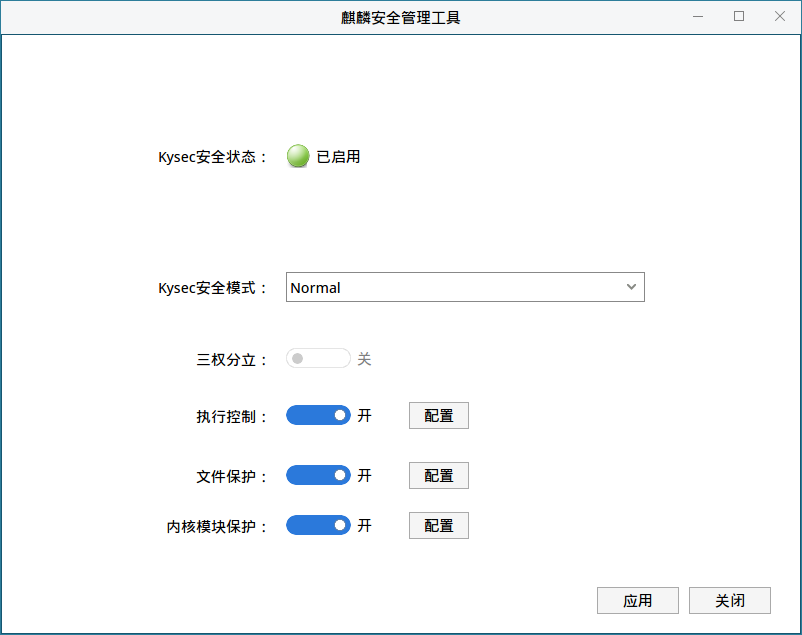 麒麟安全管理工具
Kysec安全状态： 已启用
Kysec安全模式： Normal
三权分立： 关
执行控制： 开 配置
文件保护： 开 配置
内核模块保护： 开 配置
应用 关闭